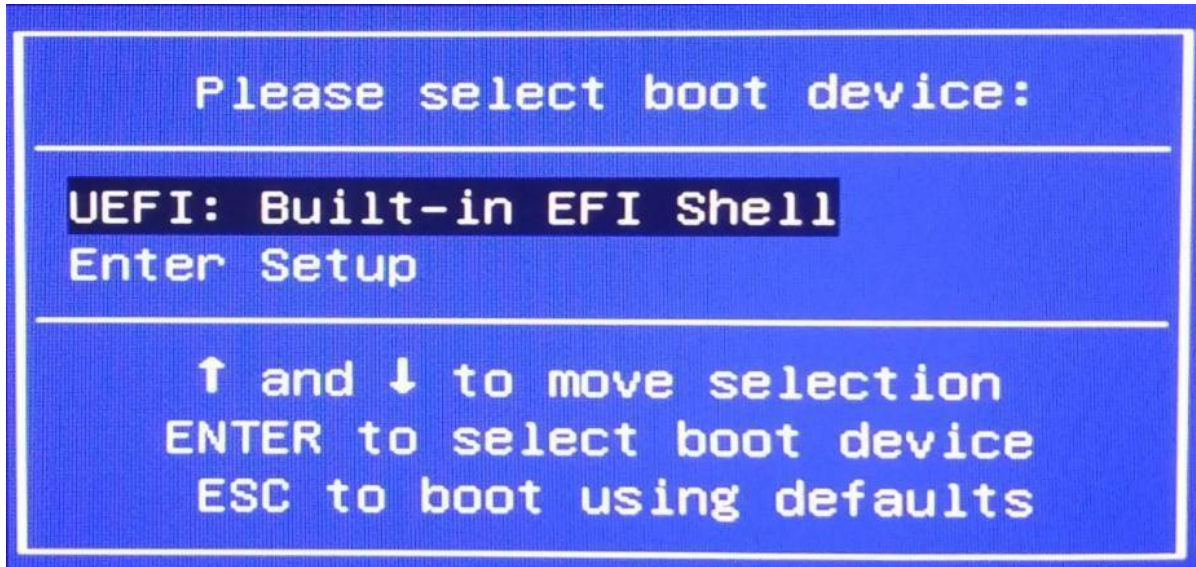 Please select boot device:
UEFI: Built-in EFI Shell
Enter Setup
↑ and ↓ to move selection
ENTER to select boot device
ESC to boot using defaults